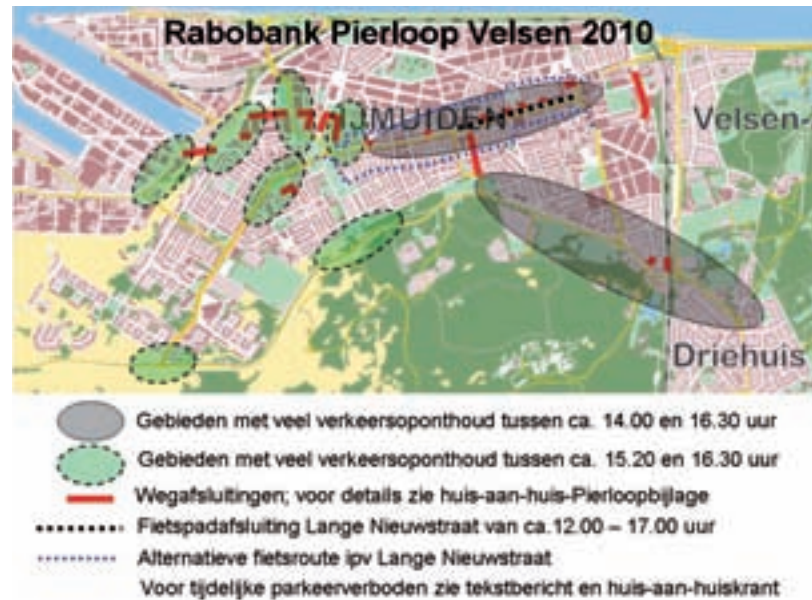 Rabobank Pierloop Velsen 2010
IJMUIDEN
Velsen-
Driehuis
Gebieden met veel verkeersoponthoud tussen ca. 14.00 en 16.30 uur
Gebieden met veel verkeersoponthoud tussen ca. 15.20 en 16.30 uur
Wegafsluitingen; voor details zie huis-aan-huis-Pierloopbijlage
Fietspadafsluiting Lange Nieuwstraat van ca.12.00 – 17.00 uur
Alternatieve fietsroute ipv Lange Nieuwstraat
Voor tijdelijke parkeerverboden zie tekstbericht en huis-aan-huiskrant